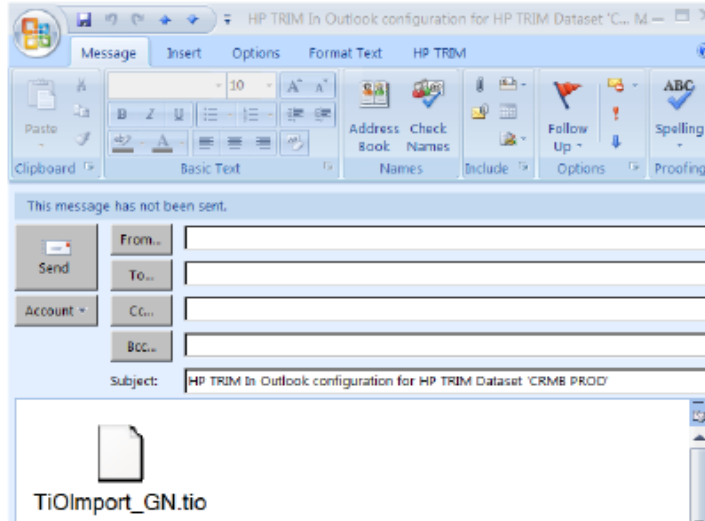 HP TRIM In Outlook configuration for HP TRIM Dataset 'C... M
Message Insert Options Format Text HP TRIM
Paste
10
A A
B I U
ab A
Address Book
Check Names
Follow Up
ABC
Spelling
Clipboard Basic Text Names Include Options Proofing
This message has not been sent.
Send
Account
From...
To...
Cc...
Bcc...
Subject: HP TRIM In Outlook configuration for HP TRIM Dataset 'CRMB PROD'
TiOImport_GN.tio